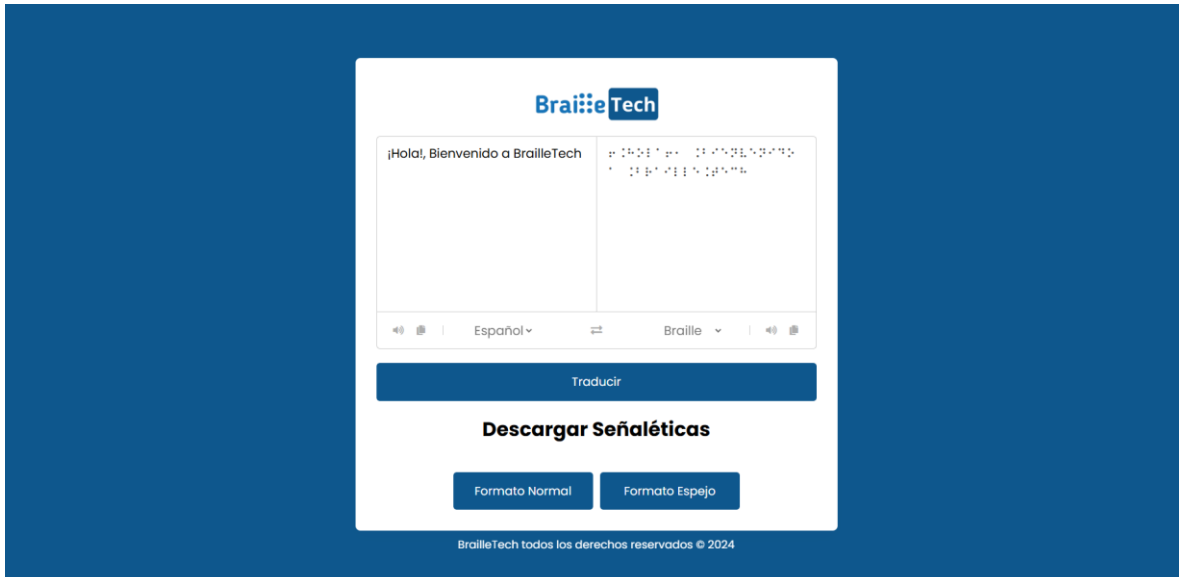 BrailleTech
¡Hola!, Bienvenido a BrailleTech
⠖⠨⠓⠕⠇⠁⠖⠂ ⠨⠃⠊⠑⠝⠧⠑⠝⠊⠙⠕
⠁ ⠨⠃⠗⠁⠊⠇⠇⠑⠨⠞⠑⠉⠓
Español
Braille
Traducir
Descargar Señaléticas
Formato Normal
Formato Espejo
BrailleTech todos los derechos reservados © 2024